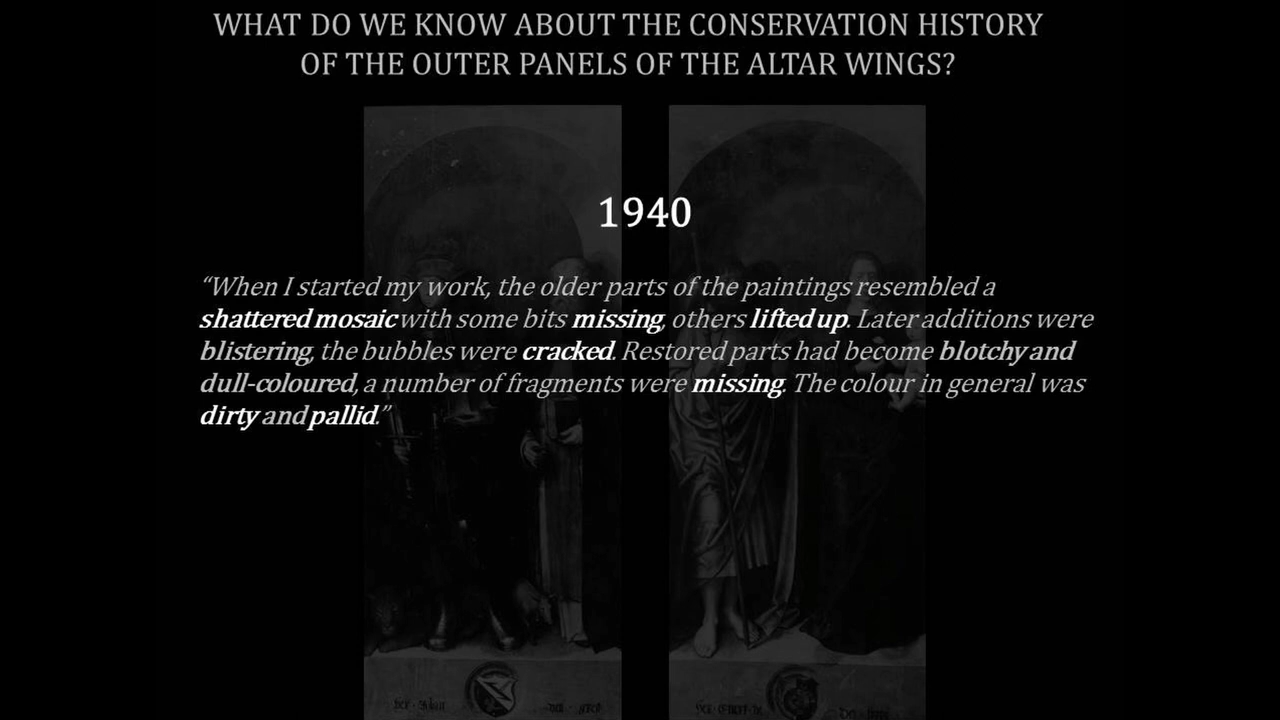 WHAT DO WE KNOW ABOUT THE CONSERVATION HISTORY
OF THE OUTER PANELS OF THE ALTAR WINGS?
1940
“When I started my work, the older parts of the paintings resembled a
shattered mosaic with some bits missing, others lifted up. Later additions were
blistering, the bubbles were cracked. Restored parts had become blotchy and
dull-coloured, a number of fragments were missing. The colour in general was
dirty and pallid.”